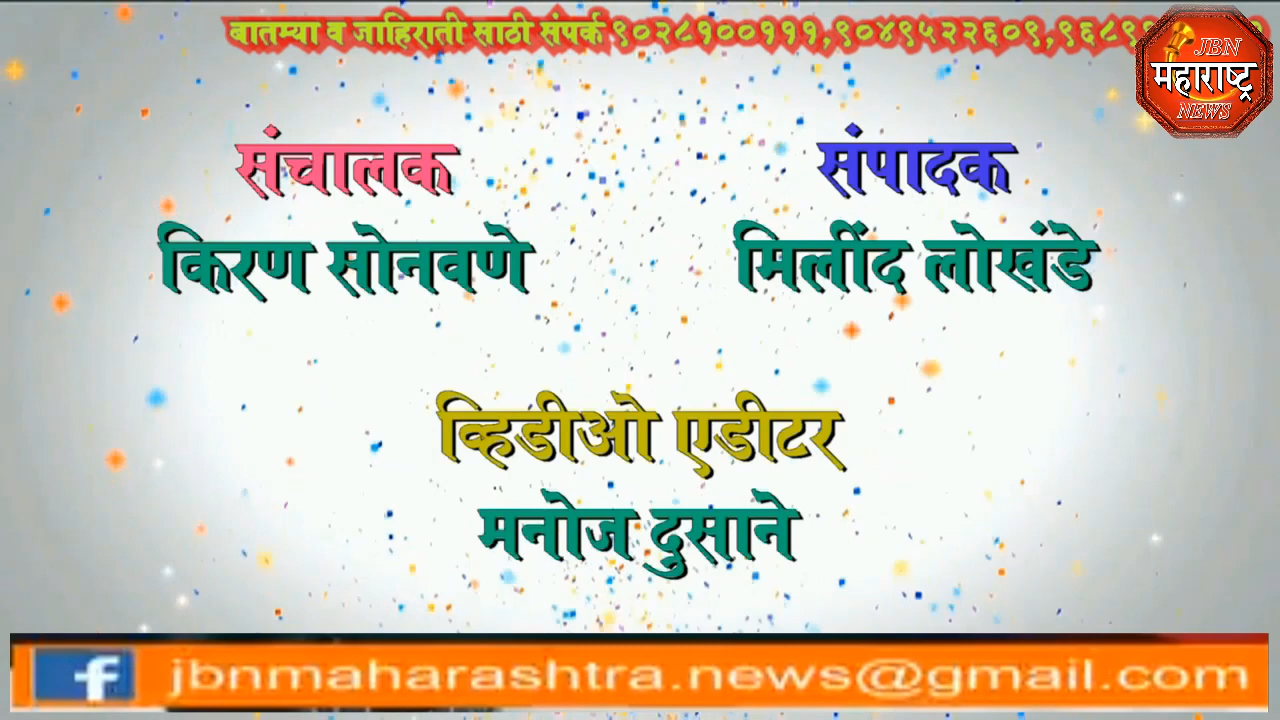 बातम्या व जाहिराती साठी संपर्क ९०२८१००१११,९०४९५२२६०९,
JBN
महाराष्ट्र
NEWS
संचालक
किरण सोनवणे
संपादक
मिलींद लोखंडे
व्हिडीओ एडीटर
मनोज दुसाने
f jbnmaharashtra.news@gmail.com